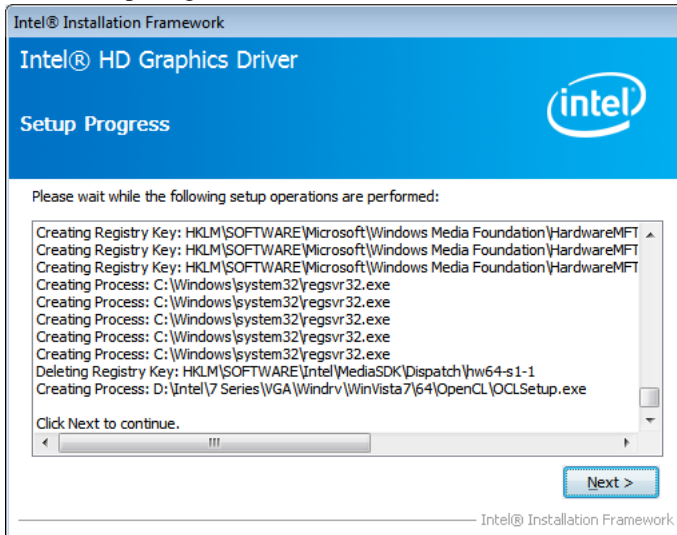 Intel® Installation Framework
Intel® HD Graphics Driver
intel
Setup Progress
Please wait while the following setup operations are performed:
Creating Registry Key: HKLM\SOFTWARE\Microsoft\Windows Media Foundation\HardwareMFT
Creating Registry Key: HKLM\SOFTWARE\Microsoft\Windows Media Foundation\HardwareMFT
Creating Registry Key: HKLM\SOFTWARE\Microsoft\Windows Media Foundation\HardwareMFT
Creating Process: C:\Windows\system32\regsvr32.exe
Creating Process: C:\Windows\system32\regsvr32.exe
Creating Process: C:\Windows\system32\regsvr32.exe
Creating Process: C:\Windows\system32\regsvr32.exe
Creating Process: C:\Windows\system32\regsvr32.exe
Deleting Registry Key: HKLM\SOFTWARE\Intel\MediaSDK\Dispatch\hw64-s1-1
Creating Process: D:\Intel\7 Series\VGA\Windrv\WinVista7\64\OpenCL\OCLSetup.exe
Click Next to continue.
Next >
Intel® Installation Framework